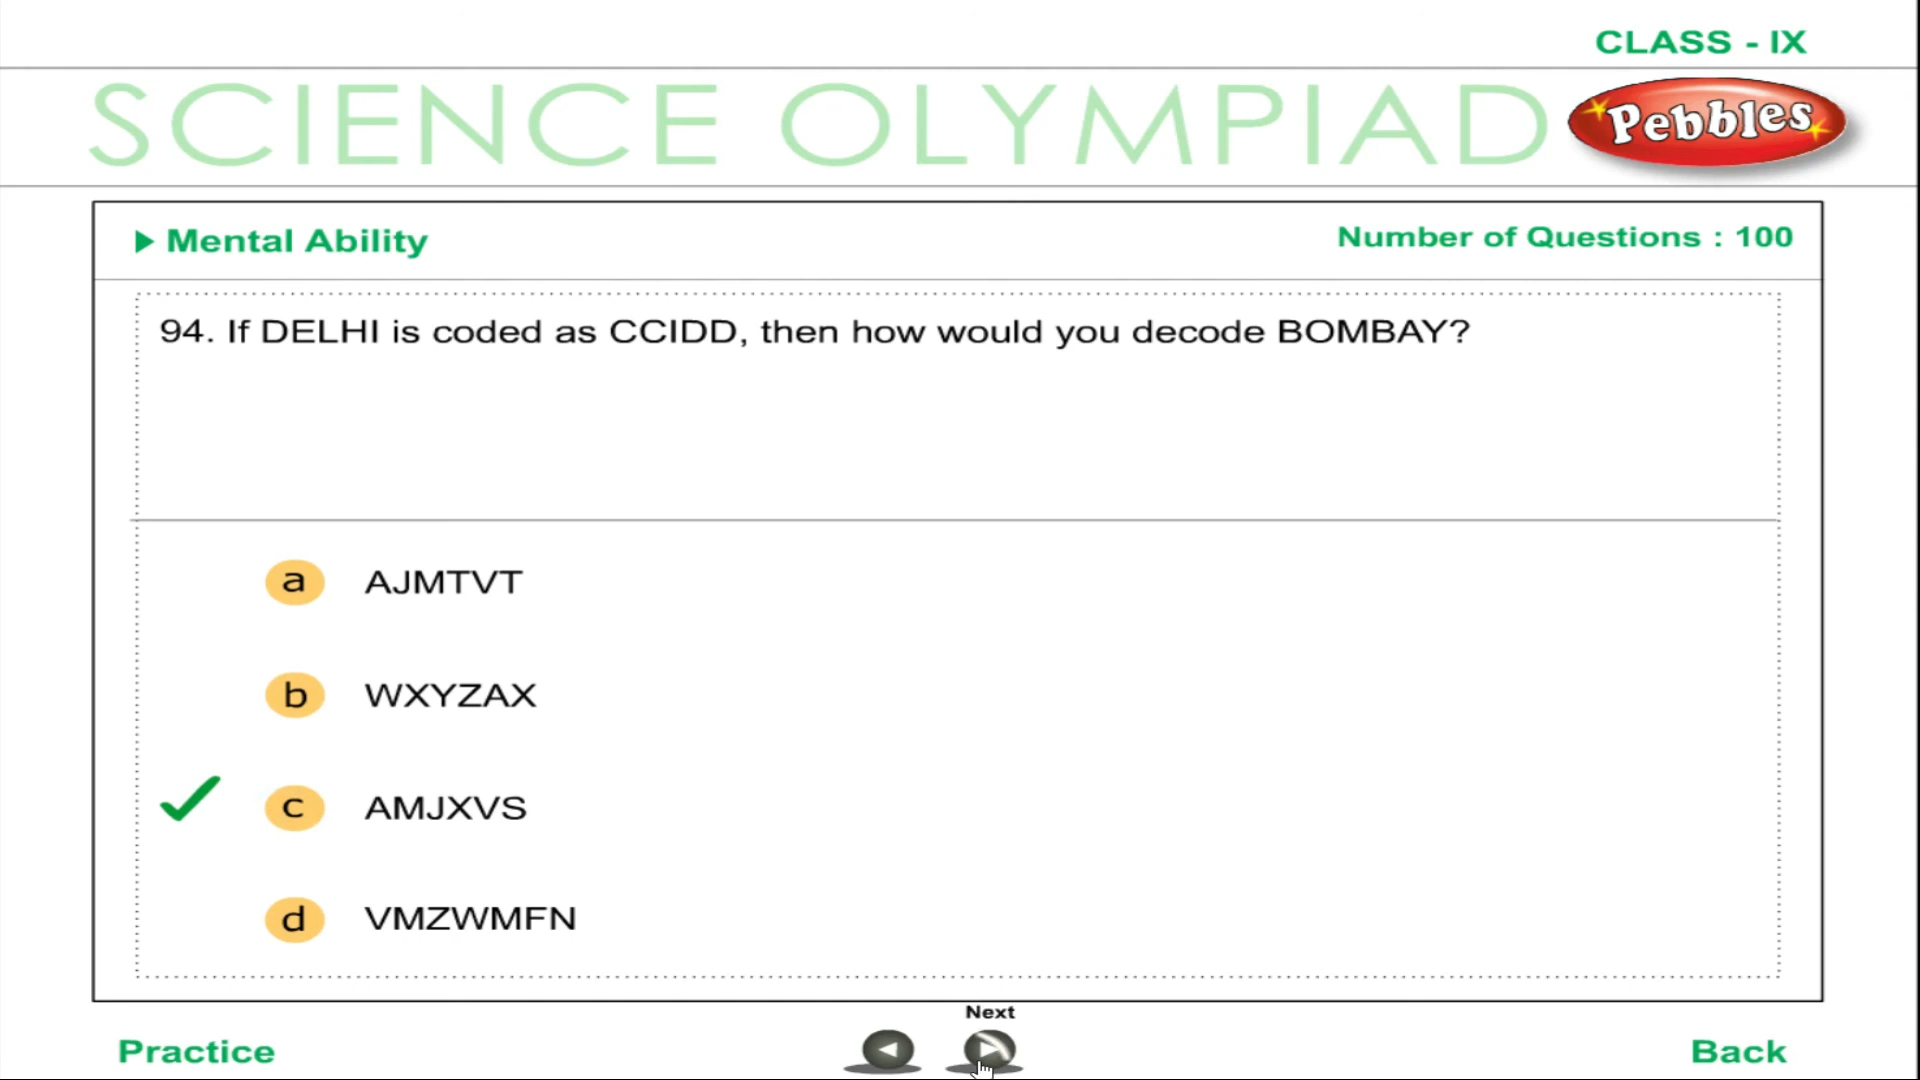 CLASS - IX
SCIENCE OLYMPIAD
Pebbles
Mental Ability
Number of Questions : 100
94. If DELHI is coded as CCIDD, then how would you decode BOMBAY?
a AJMTVT
b WXYZAX
c AMJXVS
d VMZWMFN
Next
Practice
Back